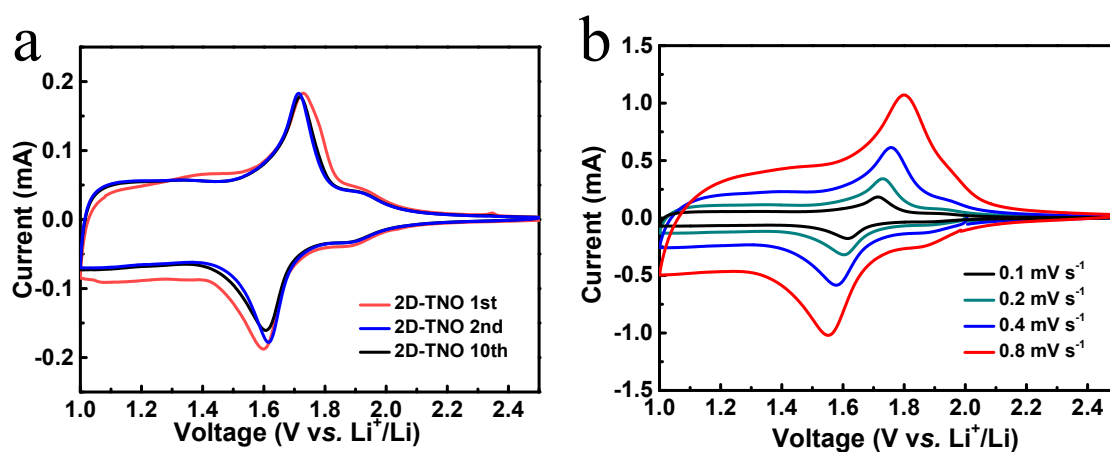 a
Current (mA)
0.2
0.1
0.0
-0.1
-0.2
2D-TNO 1st
2D-TNO 2nd
2D-TNO 10th
1.0 1.2 1.4 1.6 1.8 2.0 2.2 2.4
Voltage (V vs. Li⁺/Li)
b
Current (mA)
1.5
1.0
0.5
0.0
-0.5
-1.0
-1.5
0.1 mV s⁻¹
0.2 mV s⁻¹
0.4 mV s⁻¹
0.8 mV s⁻¹
1.0 1.2 1.4 1.6 1.8 2.0 2.2 2.4
Voltage (V vs. Li⁺/Li)